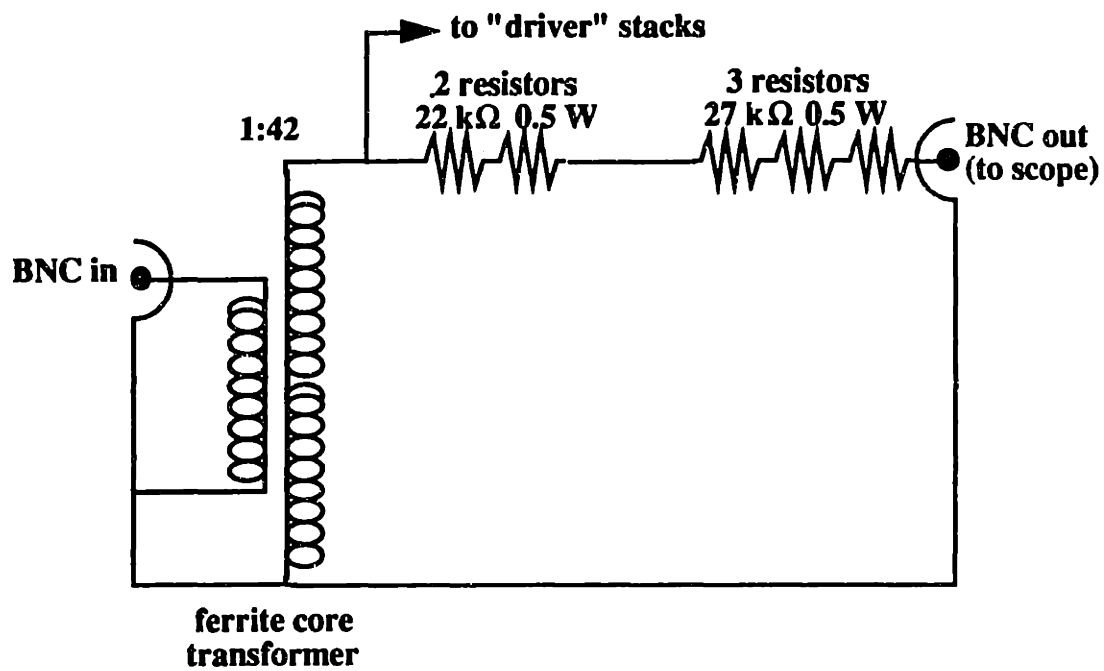 to "driver" stacks
2 resistors
22 kΩ 0.5 W
3 resistors
27 kΩ 0.5 W
1:42
BNC out
(to scope)
BNC in
ferrite core
transformer